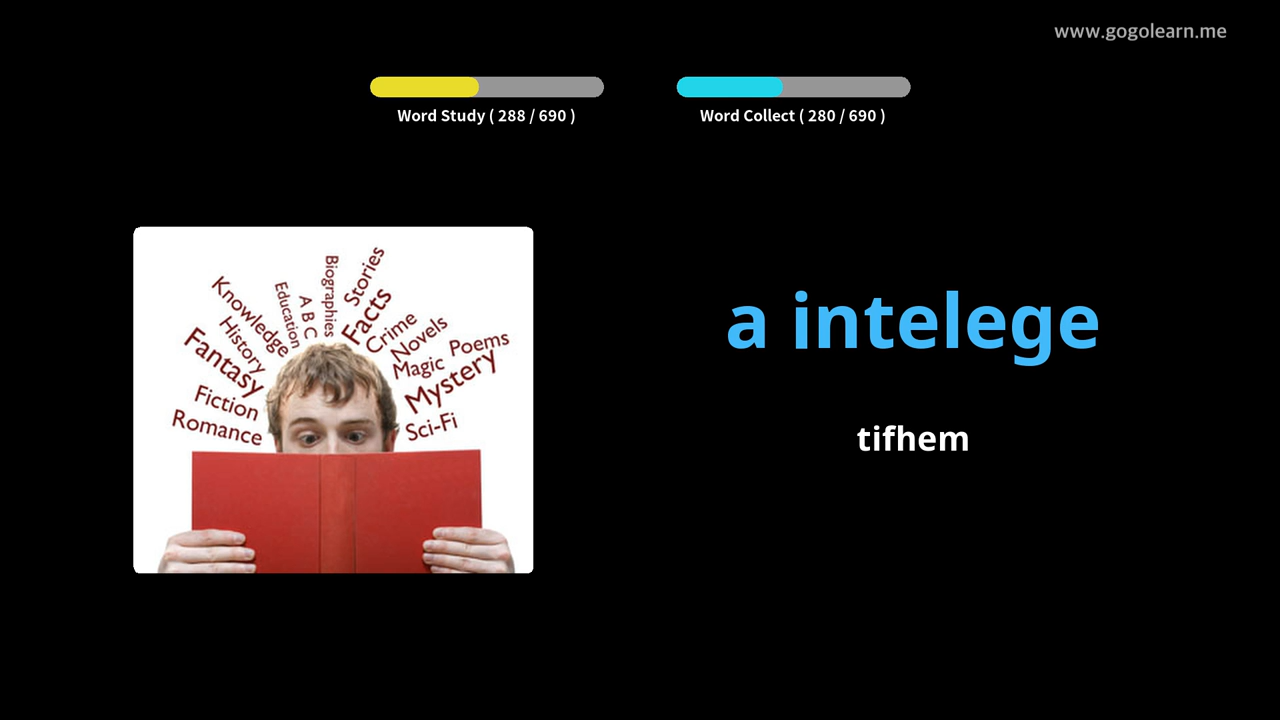 www.gogolearn.me
Word Study ( 288 / 690 )
Word Collect ( 280 / 690 )
Knowledge
History
Fantasy
Fiction
Romance
Education
A B C
Biographies
Stories
Facts
Crime
Novels
Magic
Poems
Mystery
Sci-Fi
a intelege
tifhem